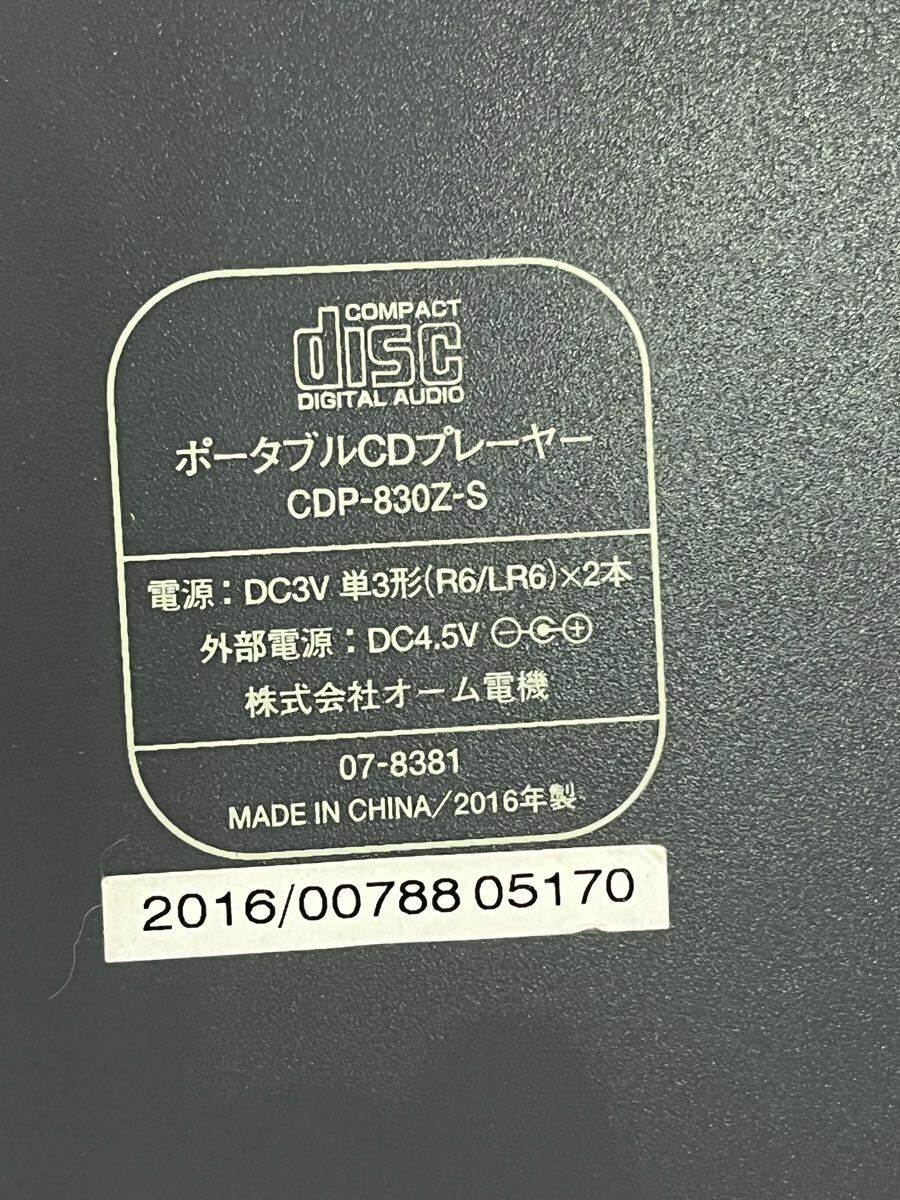 COMPACT
disc
DIGITAL AUDIO
ポータブルCDプレーヤー
CDP-830Z-S
電源：DC3V 単3形(R6/LR6)×2本
外部電源：DC4.5V
株式会社オーム電機
07-8381
MADE IN CHINA/2016年製
2016/00788 05170